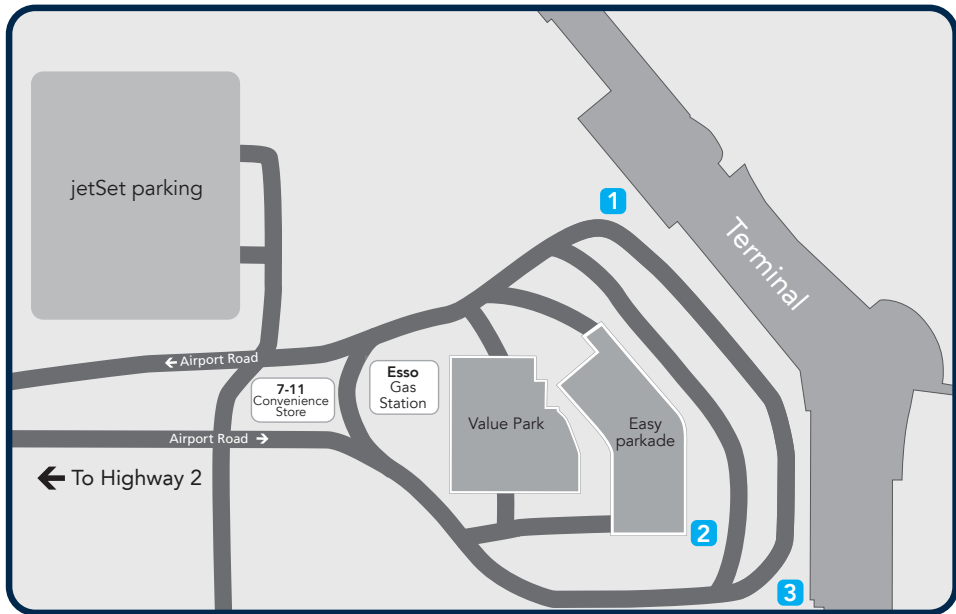 jetSet parking
1
Terminal
← Airport Road
7-11
Convenience
Store
Esso
Gas
Station
Value Park
Easy
parkade
Airport Road →
← To Highway 2
2
3